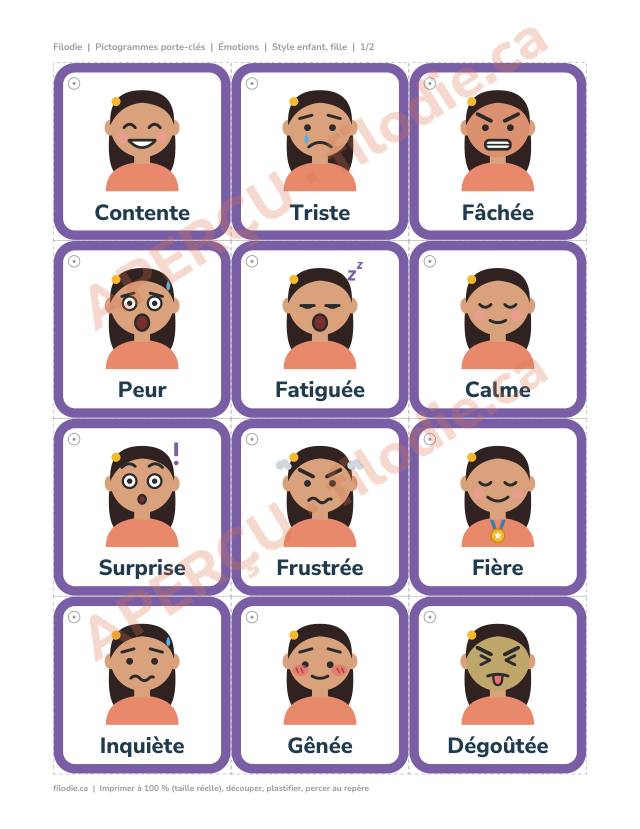 Filodie | Pictogrammes porte-clés | Émotions | Style enfant, fille | 1/2
Contente
Triste
Fâchée
z z
Peur
Fatiguée
Calme
!
Surprise
Frustrée
Fière
Inquiète
Gênée
Dégoûtée
APERÇU · filodie.ca
APERÇU · filodie.ca
filodie.ca | Imprimer à 100 % (taille réelle), découper, plastifier, percer au repère